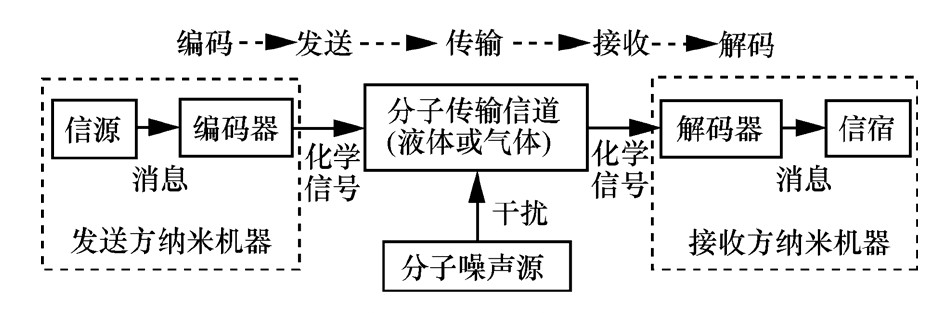 编码 发送 传输 接收 解码
信源 编码器 分子传输信道 解码器 信宿
(液体或气体)
消息 化学 化学 消息
信号 信号
发送方纳米机器 干扰 接收方纳米机器
分子噪声源